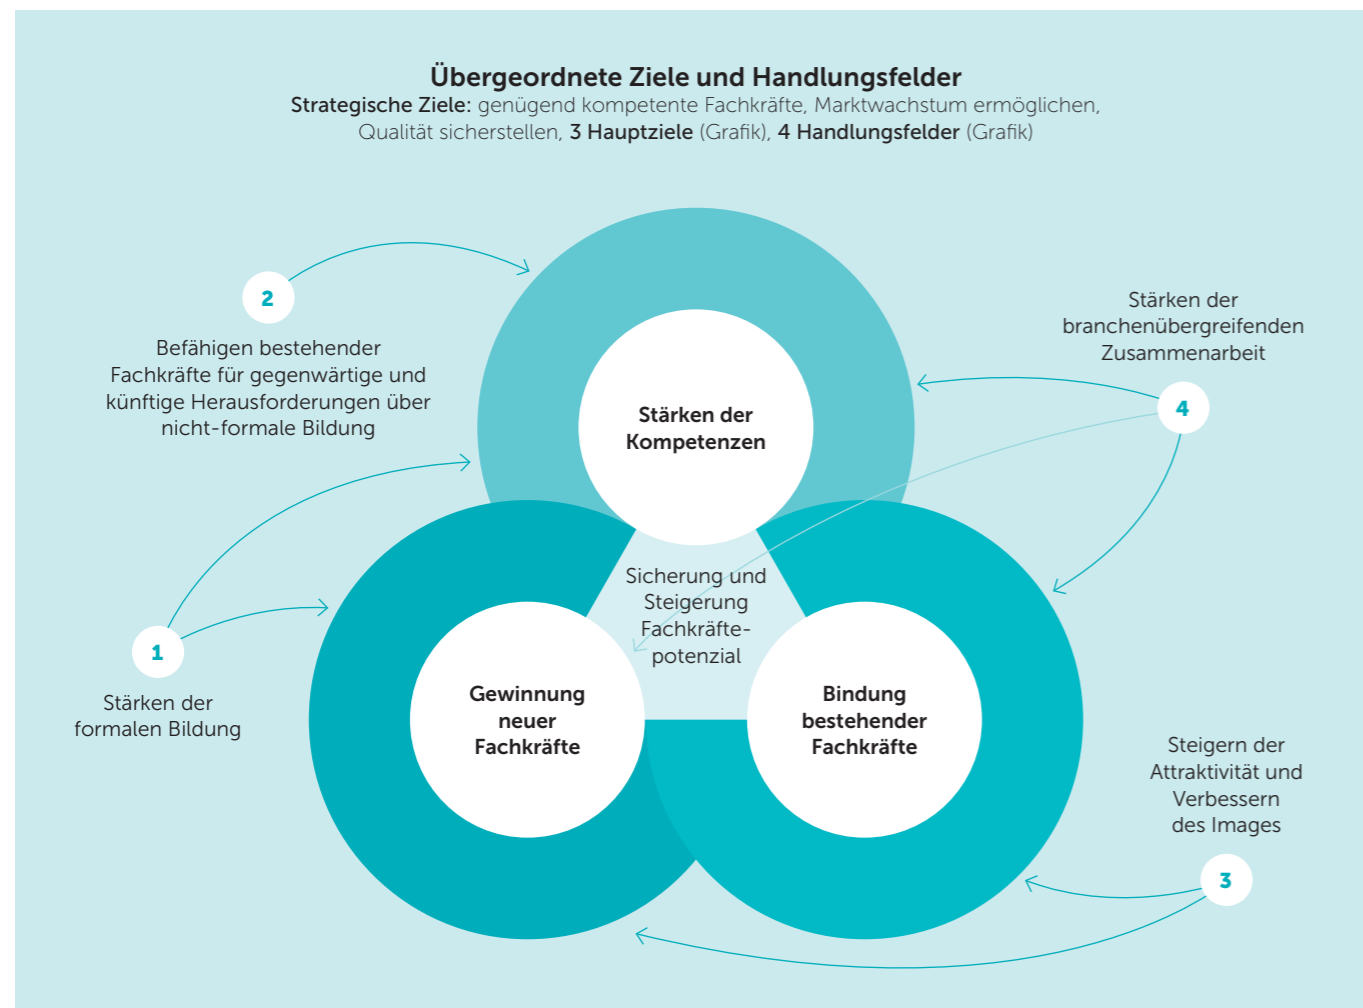 Übergeordnete Ziele und Handlungsfelder
Strategische Ziele: genügend kompetente Fachkräfte, Marktwachstum ermöglichen,
Qualität sicherstellen, 3 Hauptziele (Grafik), 4 Handlungsfelder (Grafik)
2
Befähigen bestehender
Fachkräfte für gegenwärtige und
künftige Herausforderungen über
nicht-formale Bildung
Stärken der
branchenübergreifenden
Zusammenarbeit
4
Stärken der
Kompetenzen
Sicherung und
Steigerung
Fachkräfte-
potenzial
1
Stärken der
formalen Bildung
Gewinnung
neuer
Fachkräfte
Bindung
bestehender
Fachkräfte
Steigern der
Attraktivität und
Verbessern
des Images
3